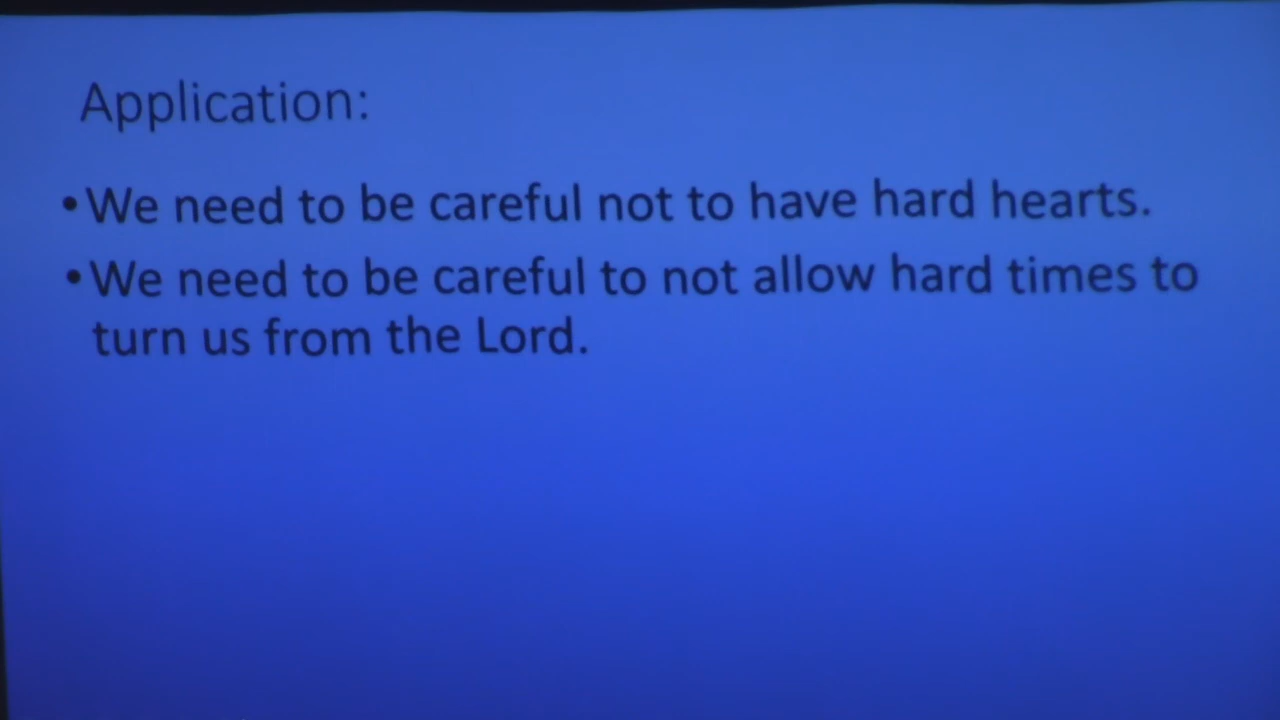 Application:
•We need to be careful not to have hard hearts.
•We need to be careful to not allow hard times to
turn us from the Lord.